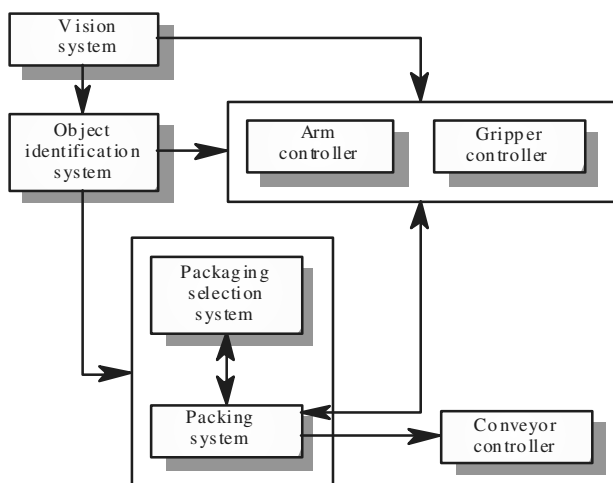 Vision
system
Object
identification
system
Arm
controller
Gripper
controller
Packaging
selection
system
Packing
system
Conveyor
controller